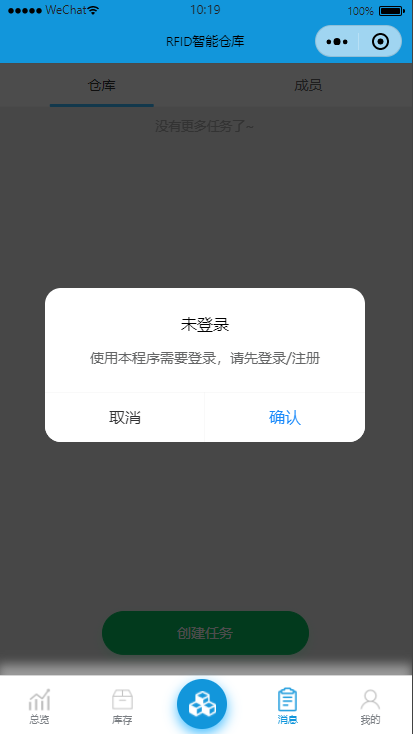 WeChat
10:19
100%
RFID智能仓库
仓库
成员
没有更多任务了~
未登录
使用本程序需要登录，请先登录/注册
取消
确认
创建任务
总览
库存
消息
我的